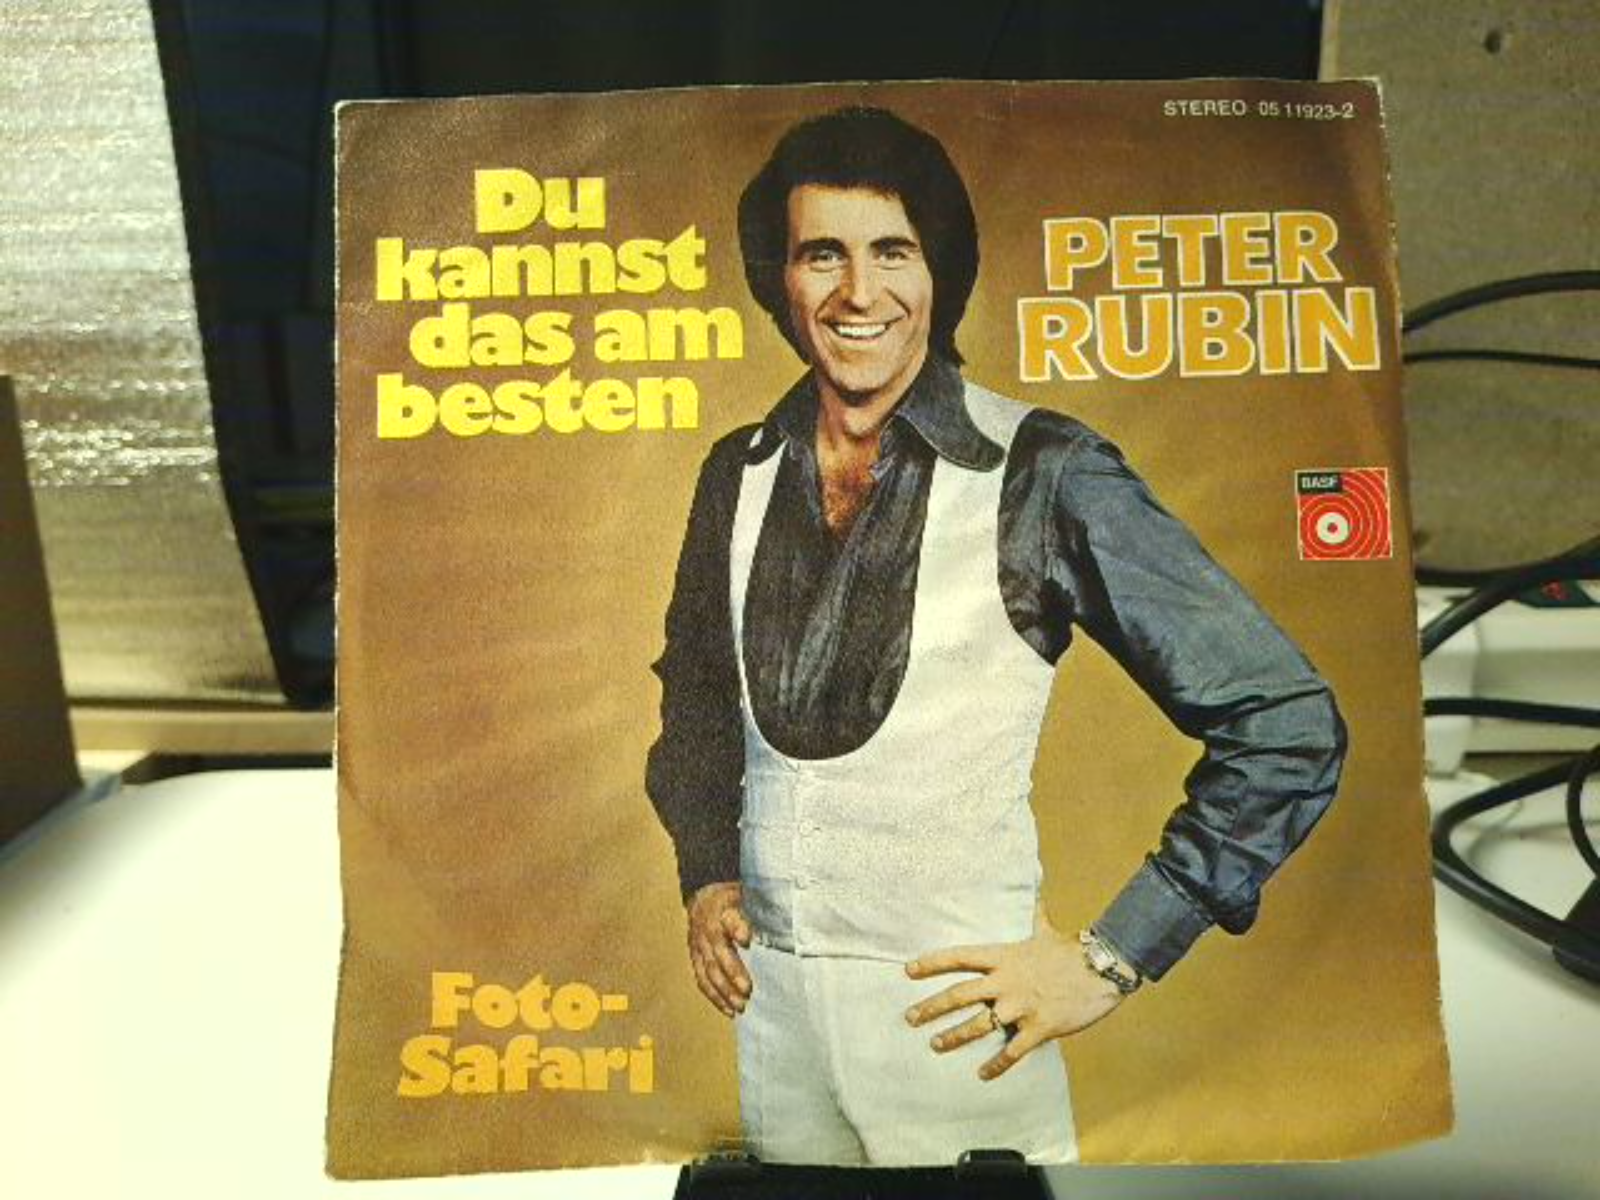 STEREO 05 11923-2
Du
kannst
das am
besten
PETER
RUBIN
BASF
Foto-
Safari